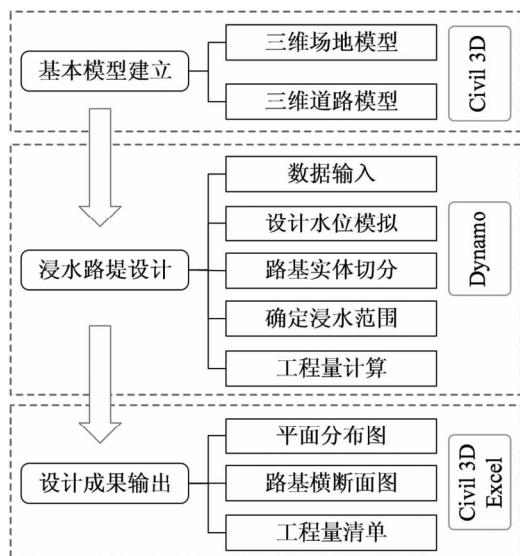 三维场地模型
基本模型建立
三维道路模型
Civil 3D
数据输入
设计水位模拟
浸水路堤设计
路基实体切分
确定浸水范围
工程量计算
Dynamo
平面分布图
设计成果输出
路基横断面图
工程量清单
Civil 3D
Excel